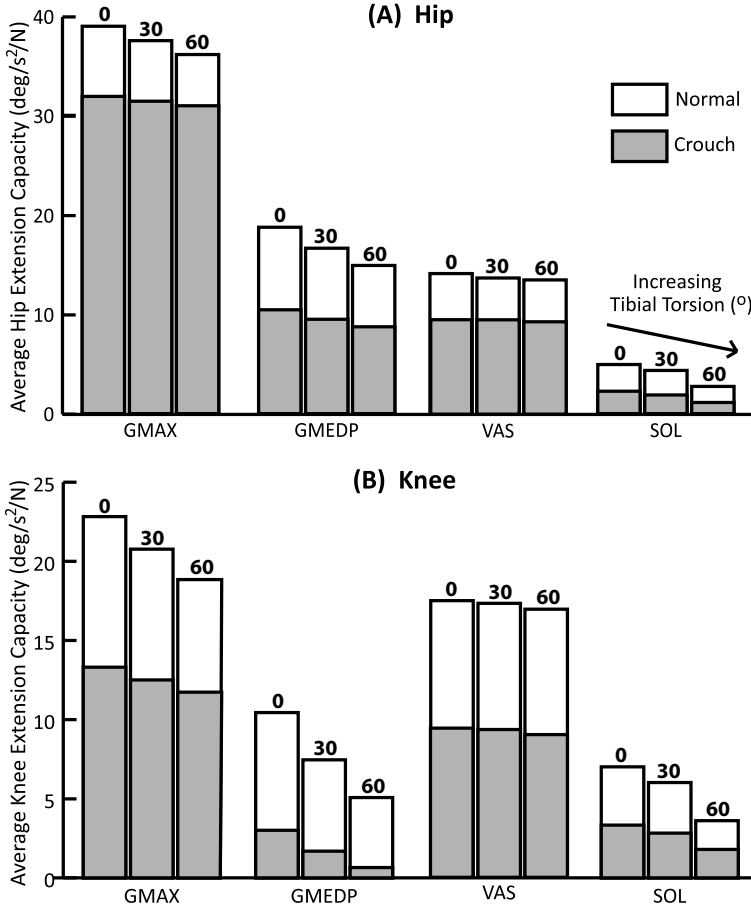 (A) Hip
Average Hip Extension Capacity (deg/s²/N)
40
30
20
10
0
0 30 60
0 30 60
0 30 60
0 30 60
Normal
Crouch
Increasing
Tibial Torsion (º)
GMAX GMEDP VAS SOL
(B) Knee
Average Knee Extension Capacity (deg/s²/N)
25
20
15
10
5
0
0 30 60
0 30 60
0 30 60
0 30 60
GMAX GMEDP VAS SOL